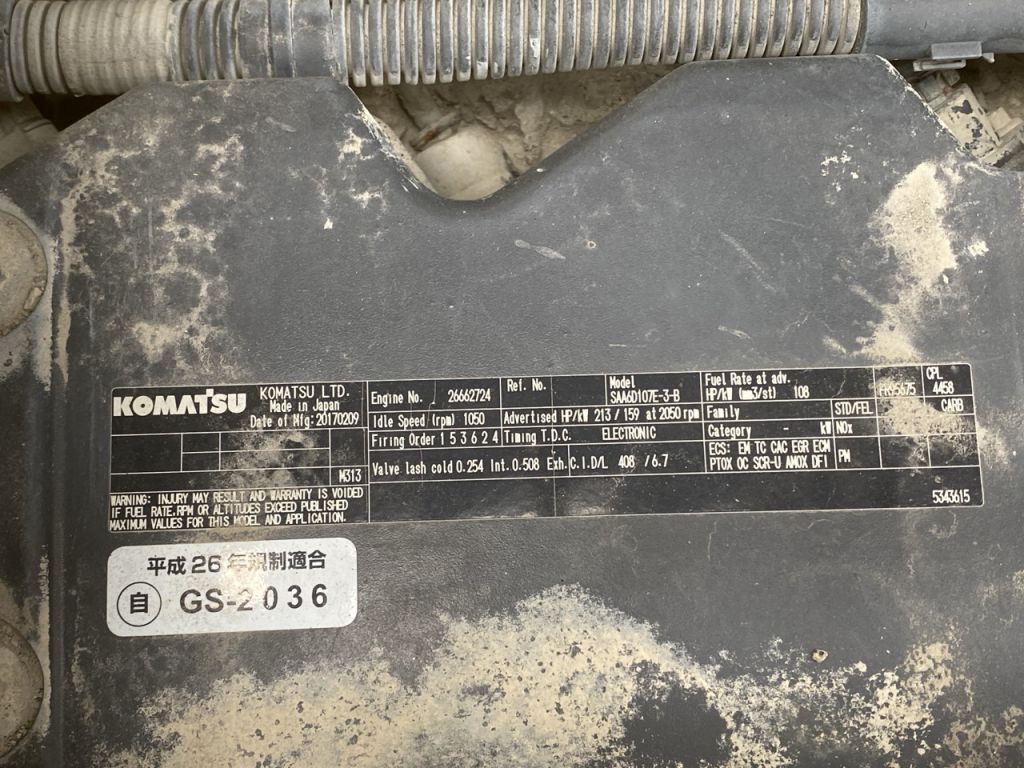 KOMATSU KOMATSU LTD.
Made in Japan
Date of Mfg: 20170209
M313
WARNING: INJURY MAY RESULT AND WARRANTY IS VOIDED
IF FUEL RATE.RPM OR ALTITUDES EXCEED PUBLISHED
MAXIMUM VALUES FOR THIS MODEL AND APPLICATION.
Engine No. 26662724 Ref. No. Model SAA6D107E-3-B
Idle Speed (rpm) 1050 Advertised HP/kW 213 / 159 at 2050 rpm
Firing Order 1 5 3 6 2 4 Timing T.D.C. ELECTRONIC
Valve lash cold 0.254 Int. 0.508 Exh. C.I.D/L 408 / 6.7
Fuel Rate at adv.
HP/kW (mm3/st) 108 FR95675 CPL 4458
Family STD/FEL CARB
Category - kW NOx
ECS: EM TC CAC EGR ECM
PTOX OC SCR-U AMOX DFI PM
5343615
平成26年規制適合
自 GS-2036